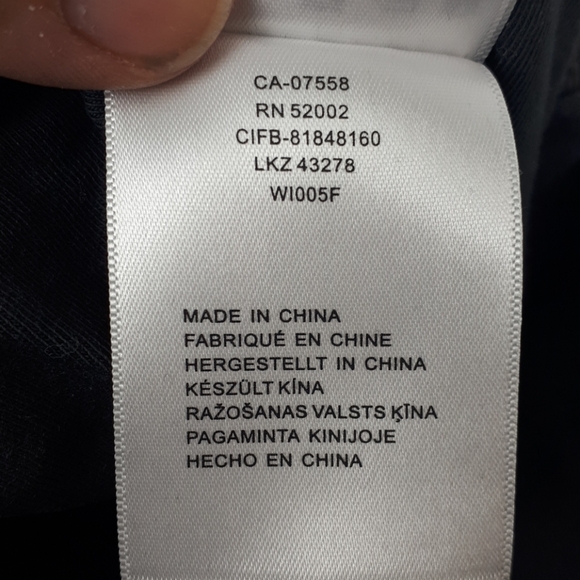 CA-07558
RN 52002
CIFB-81848160
LKZ 43278
WI005F
MADE IN CHINA
FABRIQUÉ EN CHINE
HERGESTELLT IN CHINA
KÉSZÜLT KÍNA
RAŽOŠANAS VALSTS ĶĪNA
PAGAMINTA KINIJOJE
HECHO EN CHINA